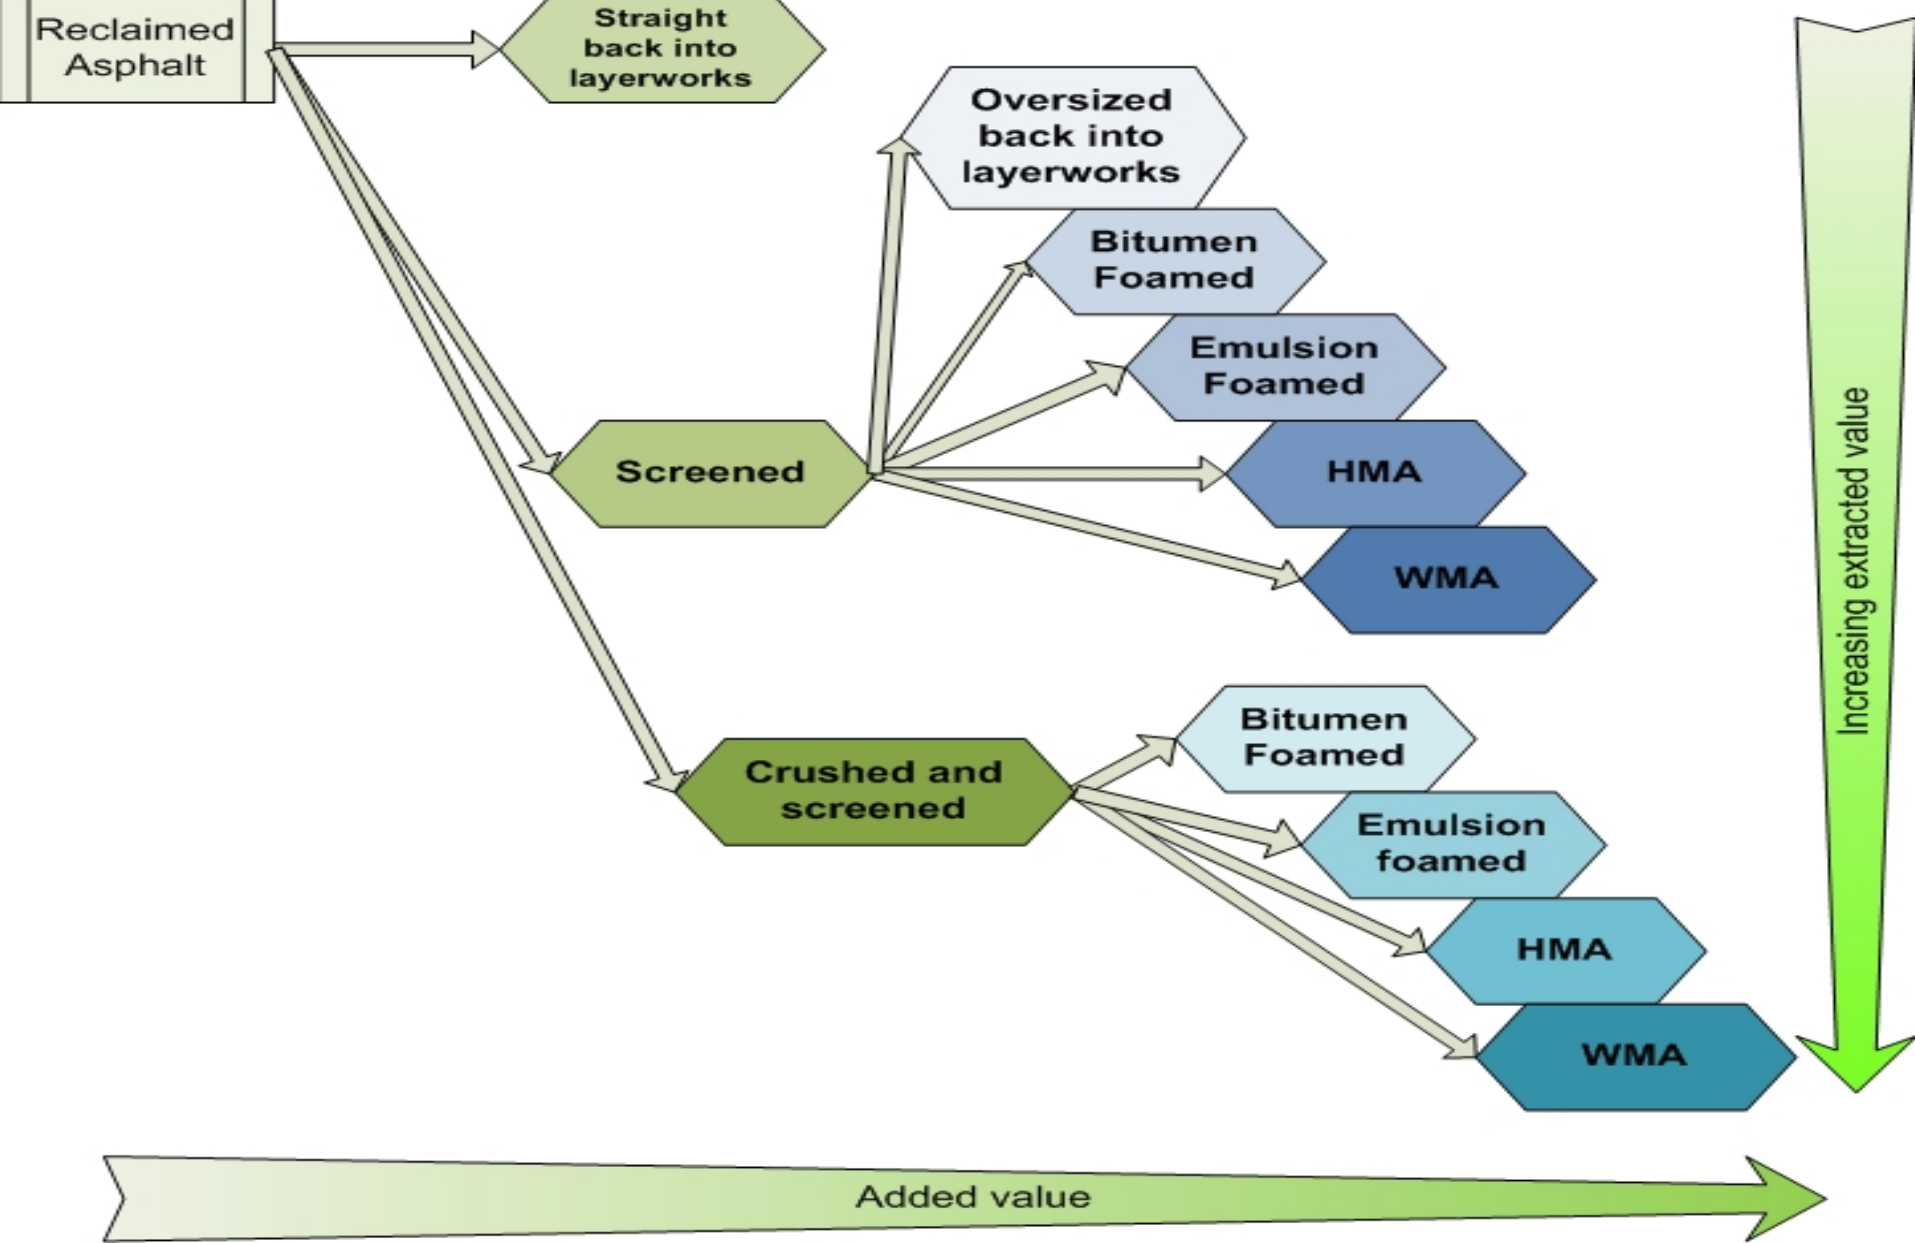 Reclaimed
Asphalt
Straight
back into
layerworks
Oversized
back into
layerworks
Bitumen
Foamed
Emulsion
Foamed
Screened
HMA
WMA
Increasing extracted value
Bitumen
Foamed
Crushed and
screened
Emulsion
foamed
HMA
WMA
Added value